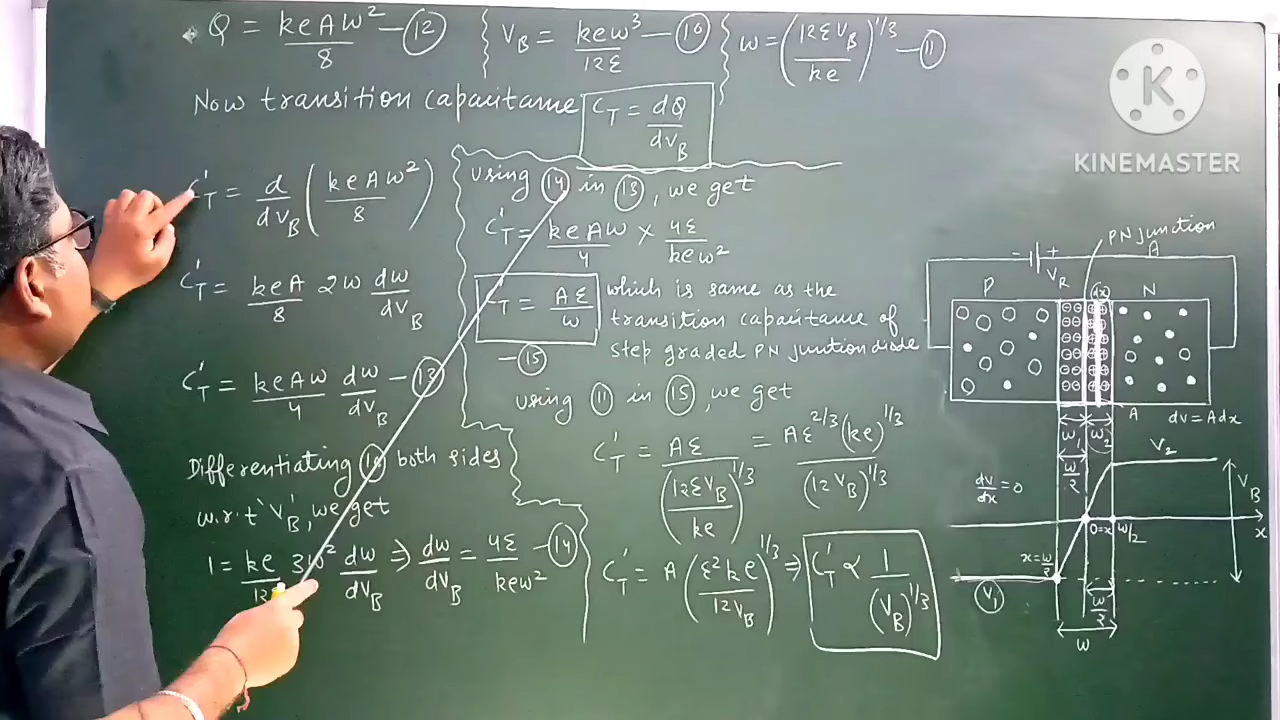 Q = keAw²/8 —(12)
V_B = kew³/12ε —(10)
w = (12εV_B/ke)^1/3 —(11)
Now transition capacitame C_T = dQ/dV_B
C'_T = d/dV_B (keAw²/8)
C'_T = keA/8 2w dw/dV_B
C'_T = keAw/4 dw/dV_B —(13)
Differentiating both sides
w.r.t 'V_B', we get
1 = ke/12 3w² dw/dV_B ⇒ dw/dV_B = 4ε/kew² —(14)
using (14) in (13), we get
C'_T = keAw/4 × 4ε/kew²
C_T = Aε/w
—(15)
which is same as the
transition capacitame of
step graded PN juntion diode
using (11) in (15), we get
C'_T = Aε/(12εV_B/ke)^1/3 = Aε^2/3 (ke)^1/3/(12V_B)^1/3
C'_T = A (ε²ke/12V_B)^1/3 ⇒ C'_T ∝ 1/(V_B)^1/3
K
KINEMASTER
PN junction
- + A
V_R
P dx N
w₁ w₂ A dv = Adx
w/2
V₂
dv/dx = 0
V_B
0=x w/2 x
x=w/2
V₁
w/2
w